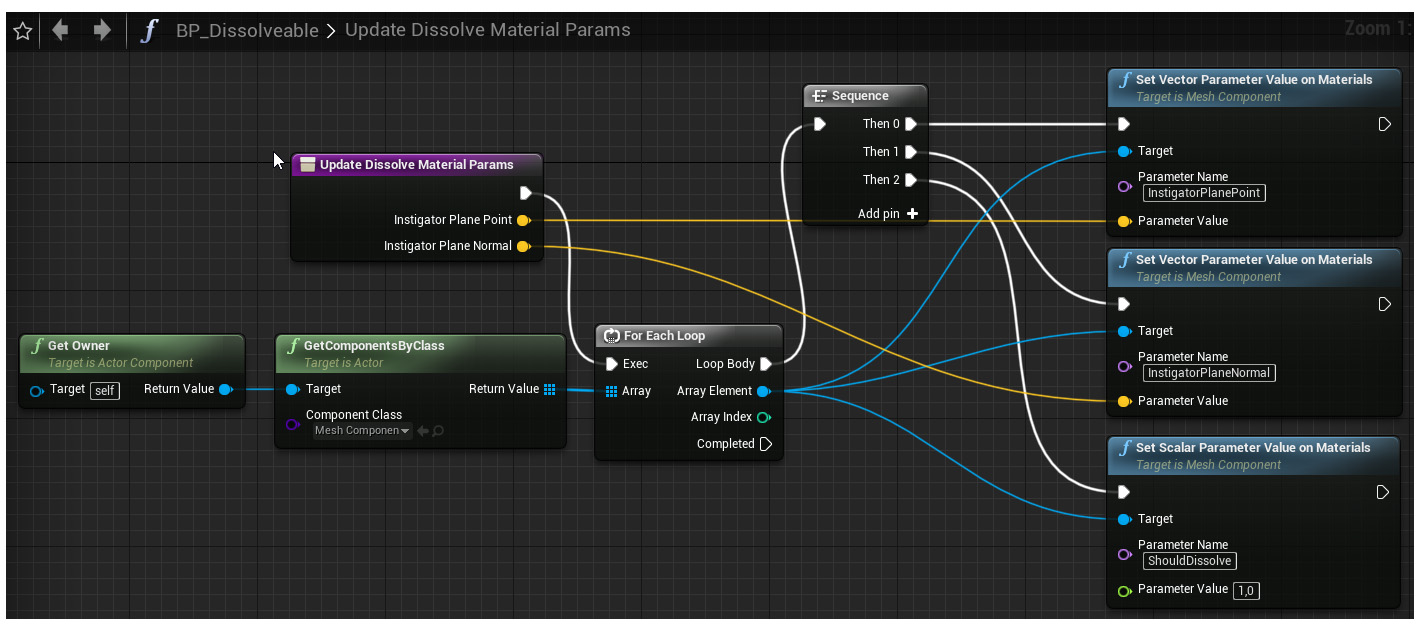 BP_Dissolveable > Update Dissolve Material Params
Zoom 1:
Update Dissolve Material Params
Instigator Plane Point
Instigator Plane Normal
Get Owner
Target is Actor Component
Target self Return Value
GetComponentsByClass
Target is Actor
Target Return Value
Component Class
Mesh Componen
For Each Loop
Exec Loop Body
Array Array Element
Array Index
Completed
Sequence
Then 0
Then 1
Then 2
Add pin
Set Vector Parameter Value on Materials
Target is Mesh Component
Target
Parameter Name
InstigatorPlanePoint
Parameter Value
Set Vector Parameter Value on Materials
Target is Mesh Component
Target
Parameter Name
InstigatorPlaneNormal
Parameter Value
Set Scalar Parameter Value on Materials
Target is Mesh Component
Target
Parameter Name
ShouldDissolve
Parameter Value 1,0